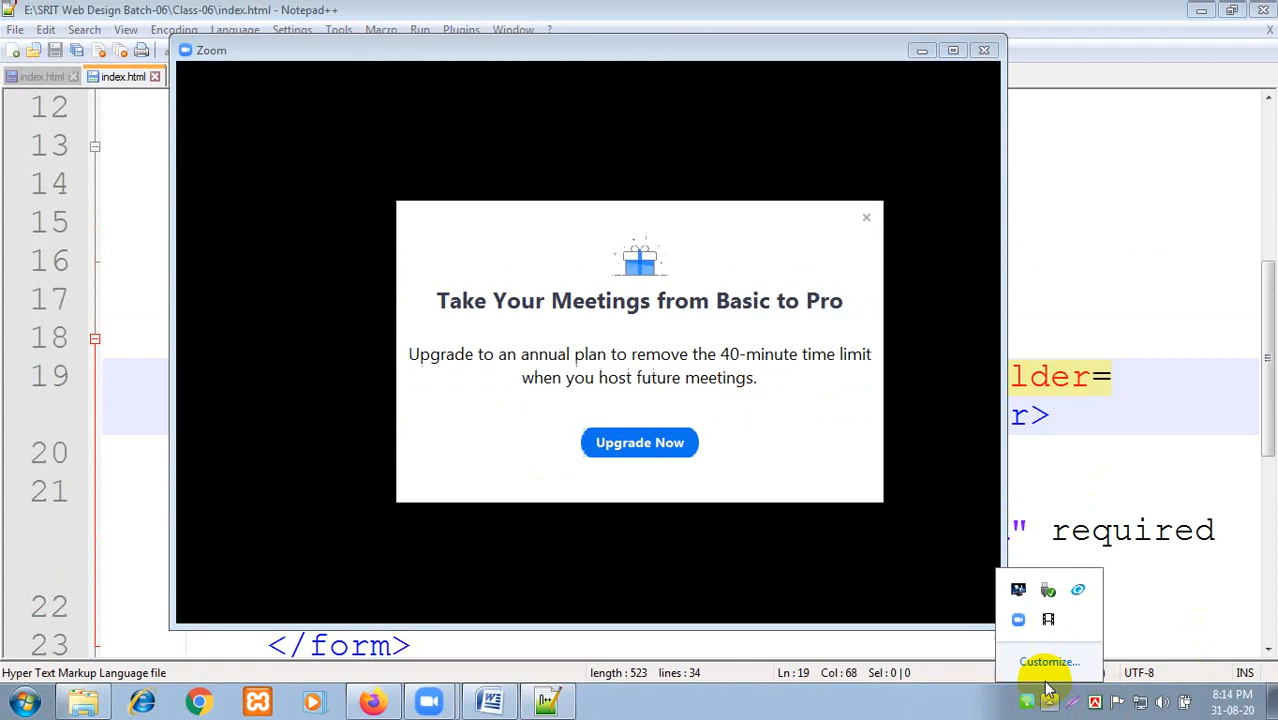 E:\SRIT Web Design Batch-06\Class-06\index.html - Notepad++
File Edit Search View Encoding Language Settings Tools Macro Run Plugins Window ? X
Zoom
index.html index.html
12
13
14
15
16
17
18
19 lder=
r>
20
21
" required
22
23 </form>
Take Your Meetings from Basic to Pro
Upgrade to an annual plan to remove the 40-minute time limit
when you host future meetings.
Upgrade Now
Customize...
Hyper Text Markup Language file length : 523 lines : 34 Ln : 19 Col : 68 Sel : 0 | 0 UTF-8 INS
8:14 PM
31-08-20